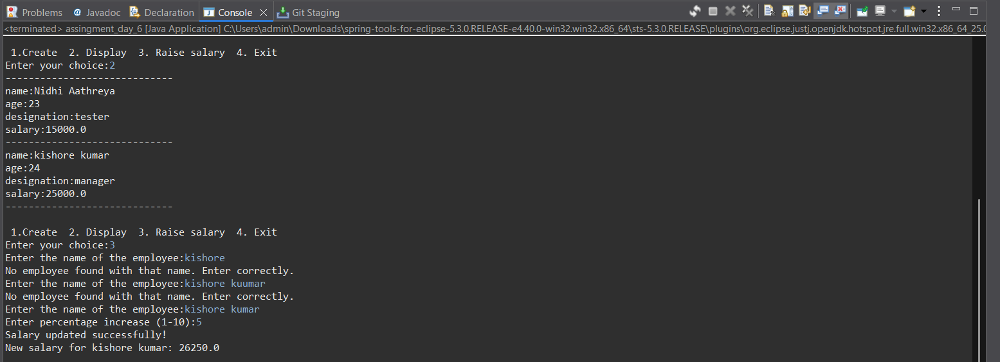 Problems @ Javadoc Declaration Console Git Staging
<terminated> assingment_day_6 [Java Application] C:\Users\admin\Downloads\spring-tools-for-eclipse-5.3.0.RELEASE-e4.40.0-win32.win32.x86_64\sts-5.3.0.RELEASE\plugins\org.eclipse.justj.openjdk.hotspot.jre.full.win32.x86_64_25.0
1.Create 2. Display 3. Raise salary 4. Exit
Enter your choice:2
-----------------------------
name:Nidhi Aathreya
age:23
designation:tester
salary:15000.0
-----------------------------
name:kishore kumar
age:24
designation:manager
salary:25000.0
-----------------------------
1.Create 2. Display 3. Raise salary 4. Exit
Enter your choice:3
Enter the name of the employee:kishore
No employee found with that name. Enter correctly.
Enter the name of the employee:kishore kuumar
No employee found with that name. Enter correctly.
Enter the name of the employee:kishore kumar
Enter percentage increase (1-10):5
Salary updated successfully!
New salary for kishore kumar: 26250.0